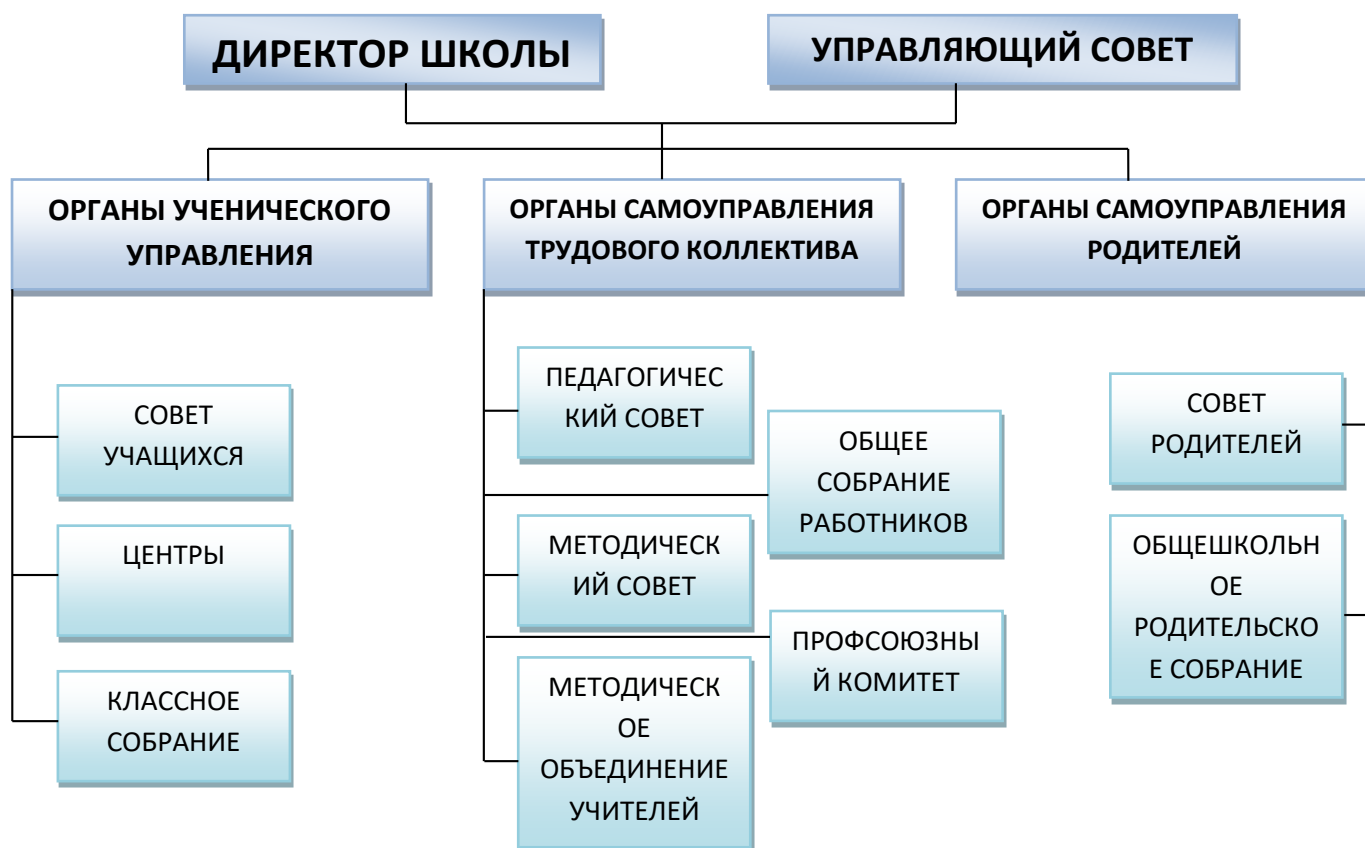 ДИРЕКТОР ШКОЛЫ
УПРАВЛЯЮЩИЙ СОВЕТ
ОРГАНЫ УЧЕНИЧЕСКОГО
УПРАВЛЕНИЯ
ОРГАНЫ САМОУПРАВЛЕНИЯ
ТРУДОВОГО КОЛЛЕКТИВА
ОРГАНЫ САМОУПРАВЛЕНИЯ
РОДИТЕЛЕЙ
СОВЕТ
УЧАЩИХСЯ
ЦЕНТРЫ
КЛАССНОЕ
СОБРАНИЕ
ПЕДАГОГИЧЕС
КИЙ СОВЕТ
ОБЩЕЕ
СОБРАНИЕ
РАБОТНИКОВ
МЕТОДИЧЕСК
ИЙ СОВЕТ
ПРОФСОЮЗНЫ
Й КОМИТЕТ
МЕТОДИЧЕСК
ОЕ
ОБЪЕДИНЕНИЕ
УЧИТЕЛЕЙ
СОВЕТ
РОДИТЕЛЕЙ
ОБЩЕШКОЛЬН
ОЕ
РОДИТЕЛЬСКО
Е СОБРАНИЕ